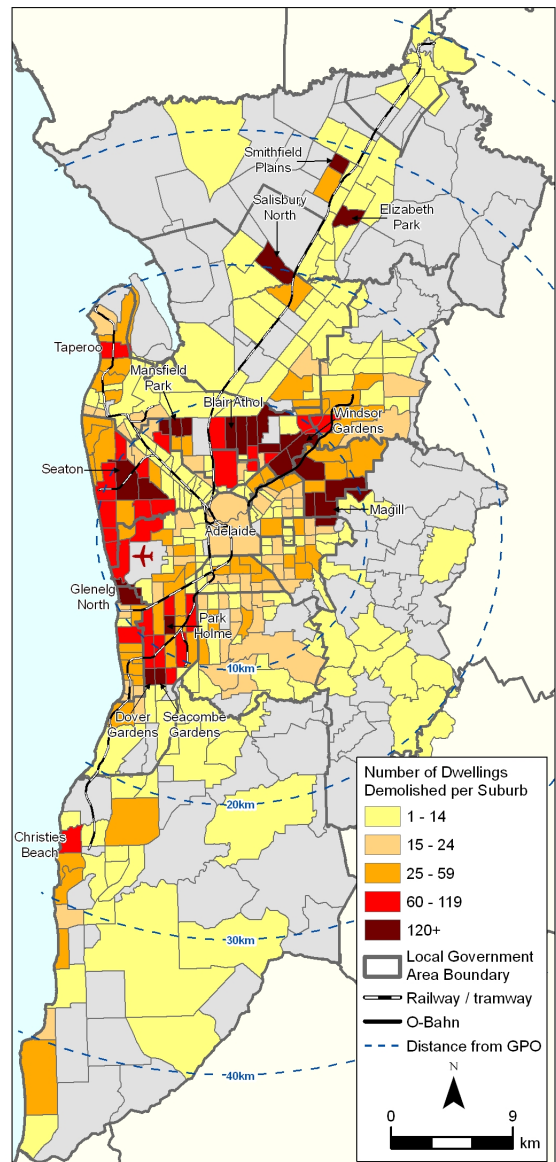 Smithfield
Plains
Salisbury
North
Elizabeth
Park
Taperoo
Mansfield
Park
Blair Athol
Windsor
Gardens
Seaton
Magill
Adelaide
Glenelg
North
Park
Holme
10km
Dover
Gardens
Seacombe
Gardens
20km
Christies
Beach
30km
40km
Number of Dwellings
Demolished per Suburb
1 - 14
15 - 24
25 - 59
60 - 119
120+
Local Government
Area Boundary
Railway / tramway
O-Bahn
Distance from GPO
N
0 9
km